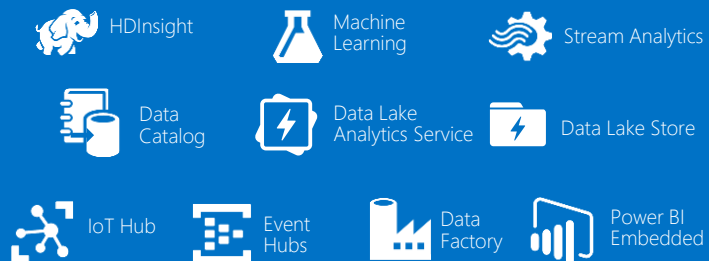 HDInsight
Machine
Learning
Stream Analytics
Data
Catalog
Data Lake
Analytics Service
Data Lake Store
IoT Hub
Event
Hubs
Data
Factory
Power BI
Embedded